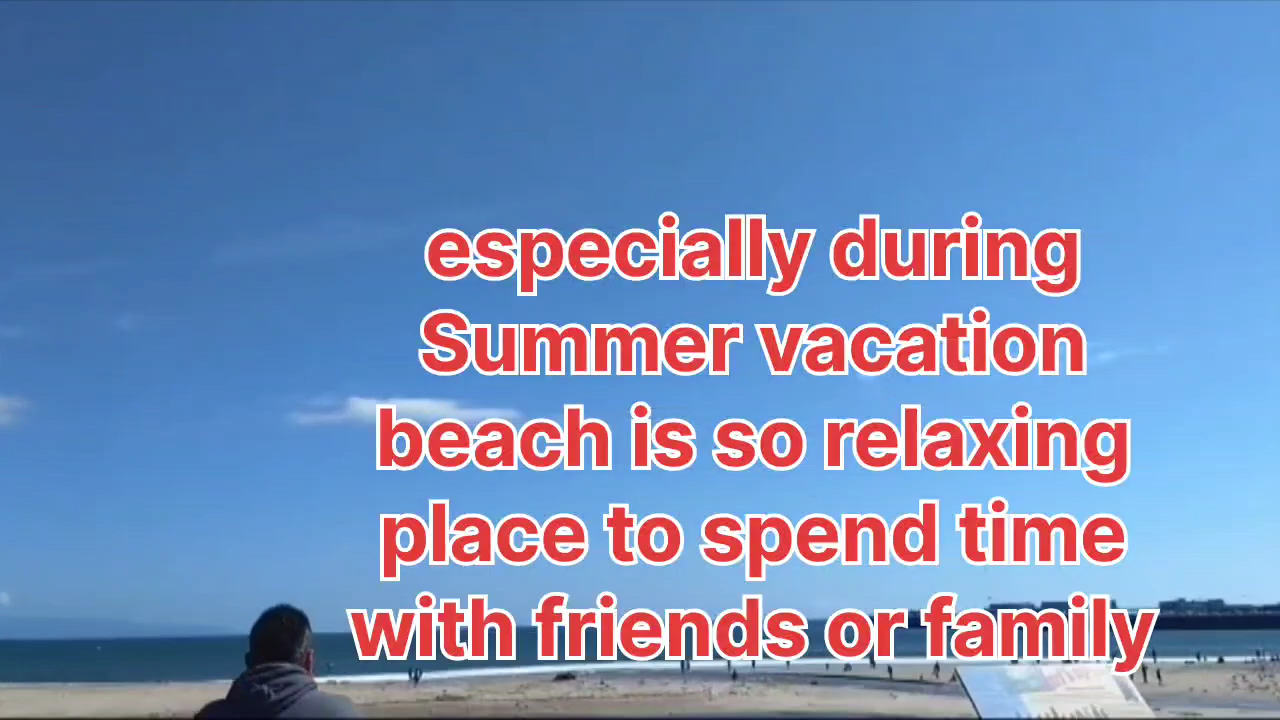 especially during
Summer vacation
beach is so relaxing
place to spend time
with friends or family